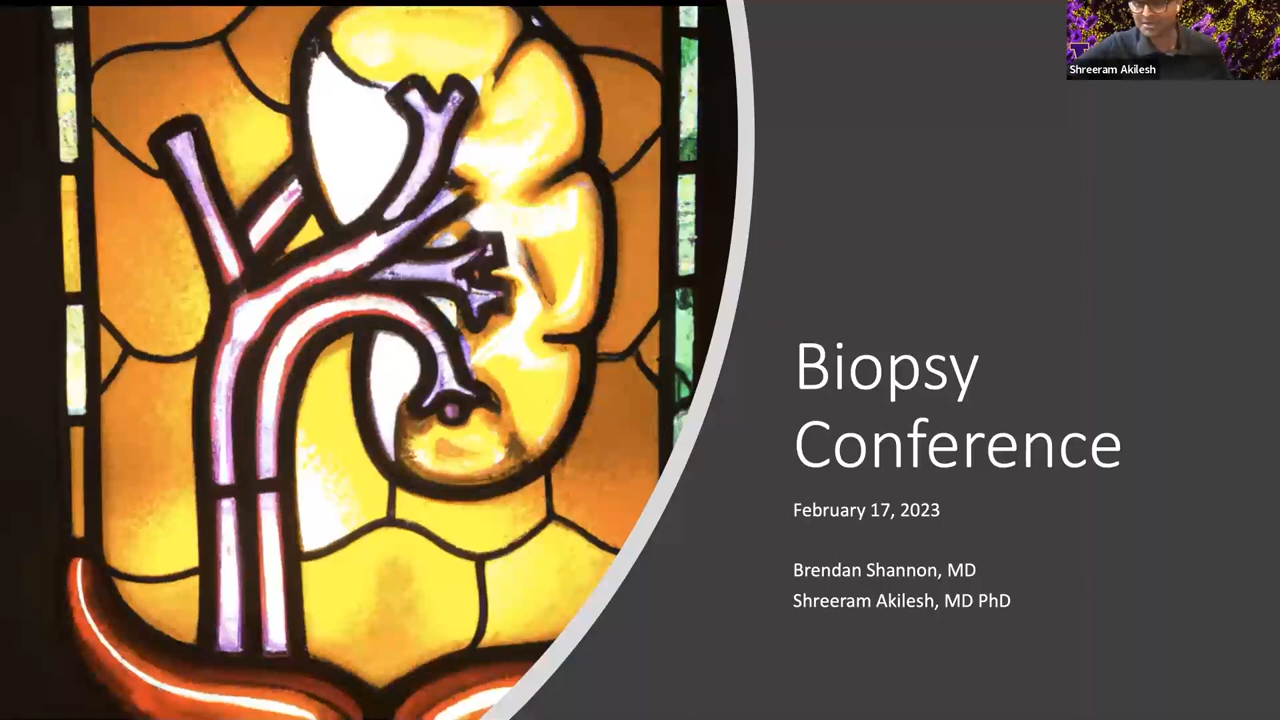 Shreeram Akilesh
Biopsy
Conference
February 17, 2023
Brendan Shannon, MD
Shreeram Akilesh, MD PhD